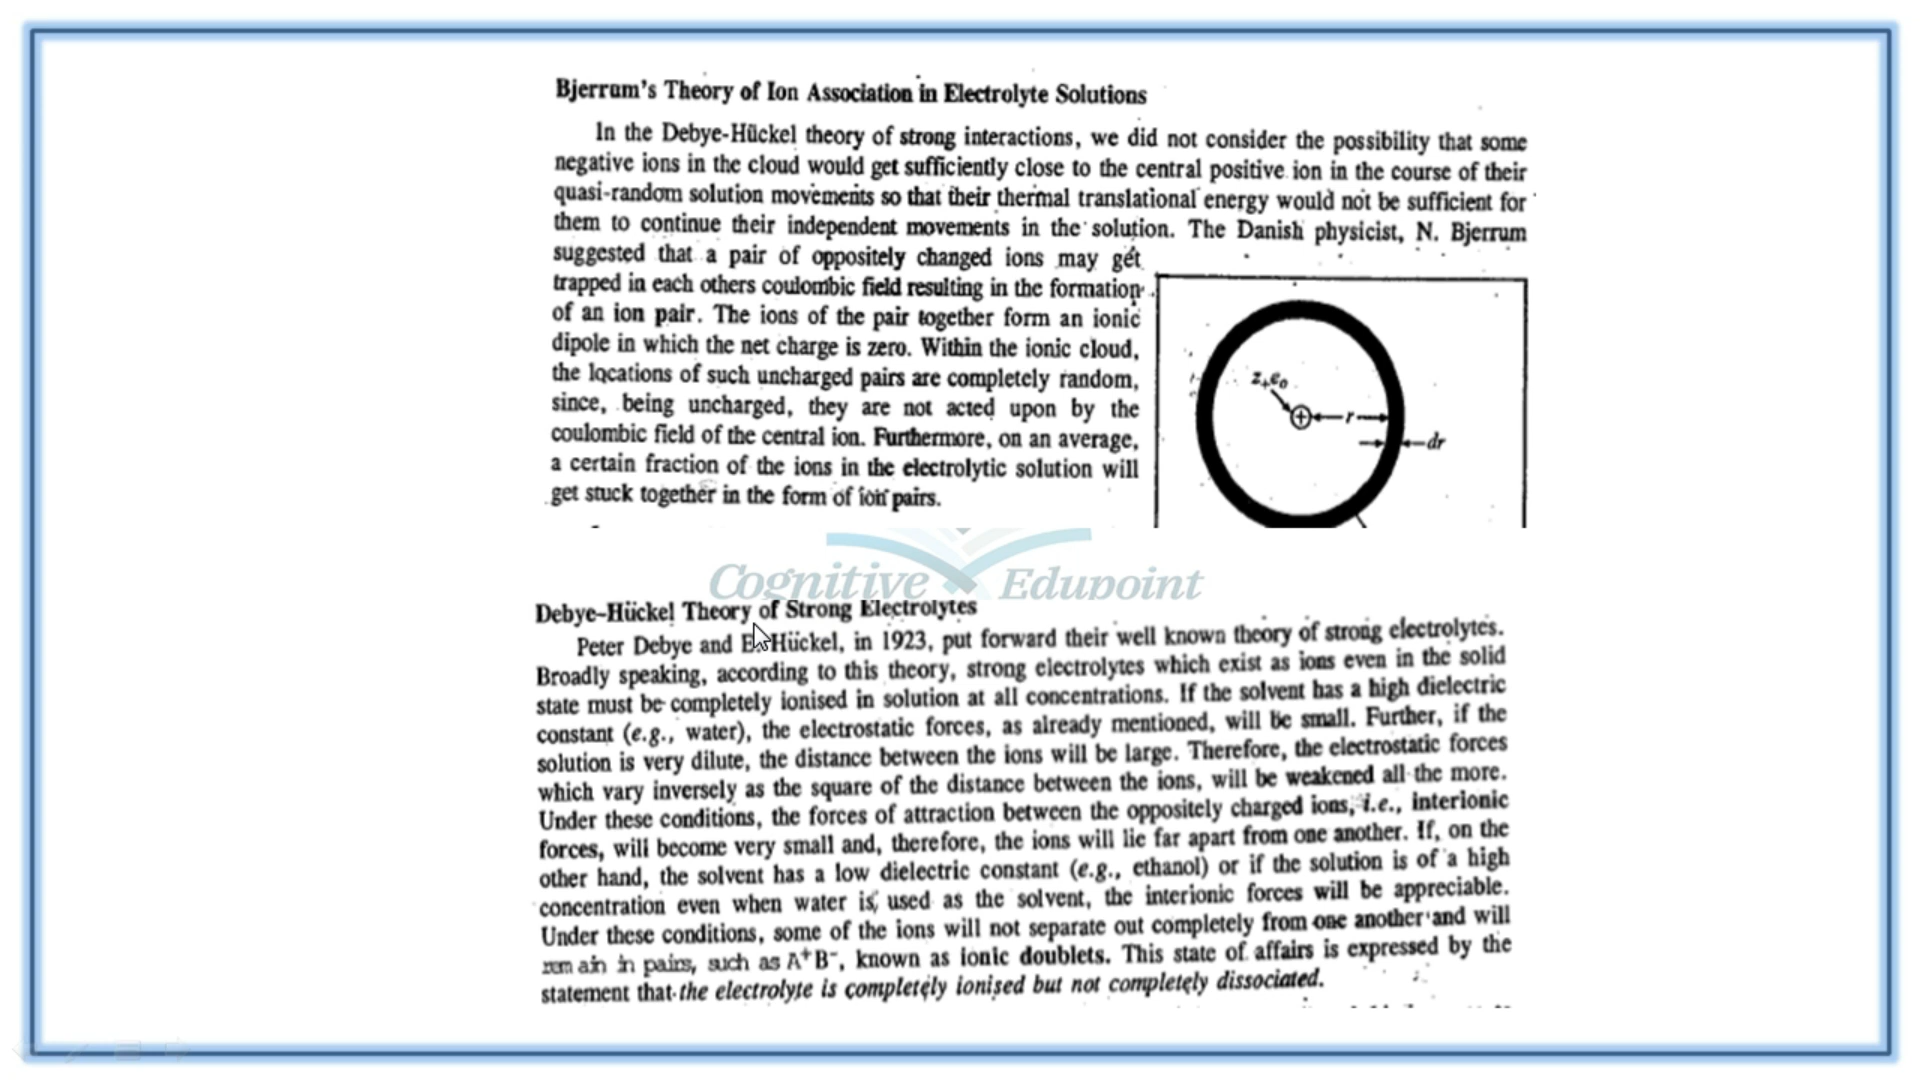 Bjerrum's Theory of Ion Association in Electrolyte Solutions
In the Debye-Hückel theory of strong interactions, we did not consider the possibility that some
negative ions in the cloud would get sufficiently close to the central positive ion in the course of their
quasi-random solution movements so that their thermal translational energy would not be sufficient for
them to continue their independent movements in the solution. The Danish physicist, N. Bjerrum
suggested that a pair of oppositely changed ions may get
trapped in each others coulombic field resulting in the formation
of an ion pair. The ions of the pair together form an ionic
dipole in which the net charge is zero. Within the ionic cloud,
the locations of such uncharged pairs are completely random,
since, being uncharged, they are not acted upon by the
coulombic field of the central ion. Furthermore, on an average,
a certain fraction of the ions in the electrolytic solution will
get stuck together in the form of ion pairs.
z₊e₀
r
dr
Cognitive Edupoint
Debye–Hückel Theory of Strong Electrolytes
Peter Debye and E. Hückel, in 1923, put forward their well known theory of strong electrolytes.
Broadly speaking, according to this theory, strong electrolytes which exist as ions even in the solid
state must be completely ionised in solution at all concentrations. If the solvent has a high dielectric
constant (e.g., water), the electrostatic forces, as already mentioned, will be small. Further, if the
solution is very dilute, the distance between the ions will be large. Therefore, the electrostatic forces
which vary inversely as the square of the distance between the ions, will be weakened all the more.
Under these conditions, the forces of attraction between the oppositely charged ions, i.e., interionic
forces, will become very small and, therefore, the ions will lie far apart from one another. If, on the
other hand, the solvent has a low dielectric constant (e.g., ethanol) or if the solution is of a high
concentration even when water is used as the solvent, the interionic forces will be appreciable.
Under these conditions, some of the ions will not separate out completely from one another and will
remain in pairs, such as A⁺B⁻, known as ionic doublets. This state of affairs is expressed by the
statement that the electrolyte is completely ionised but not completely dissociated.